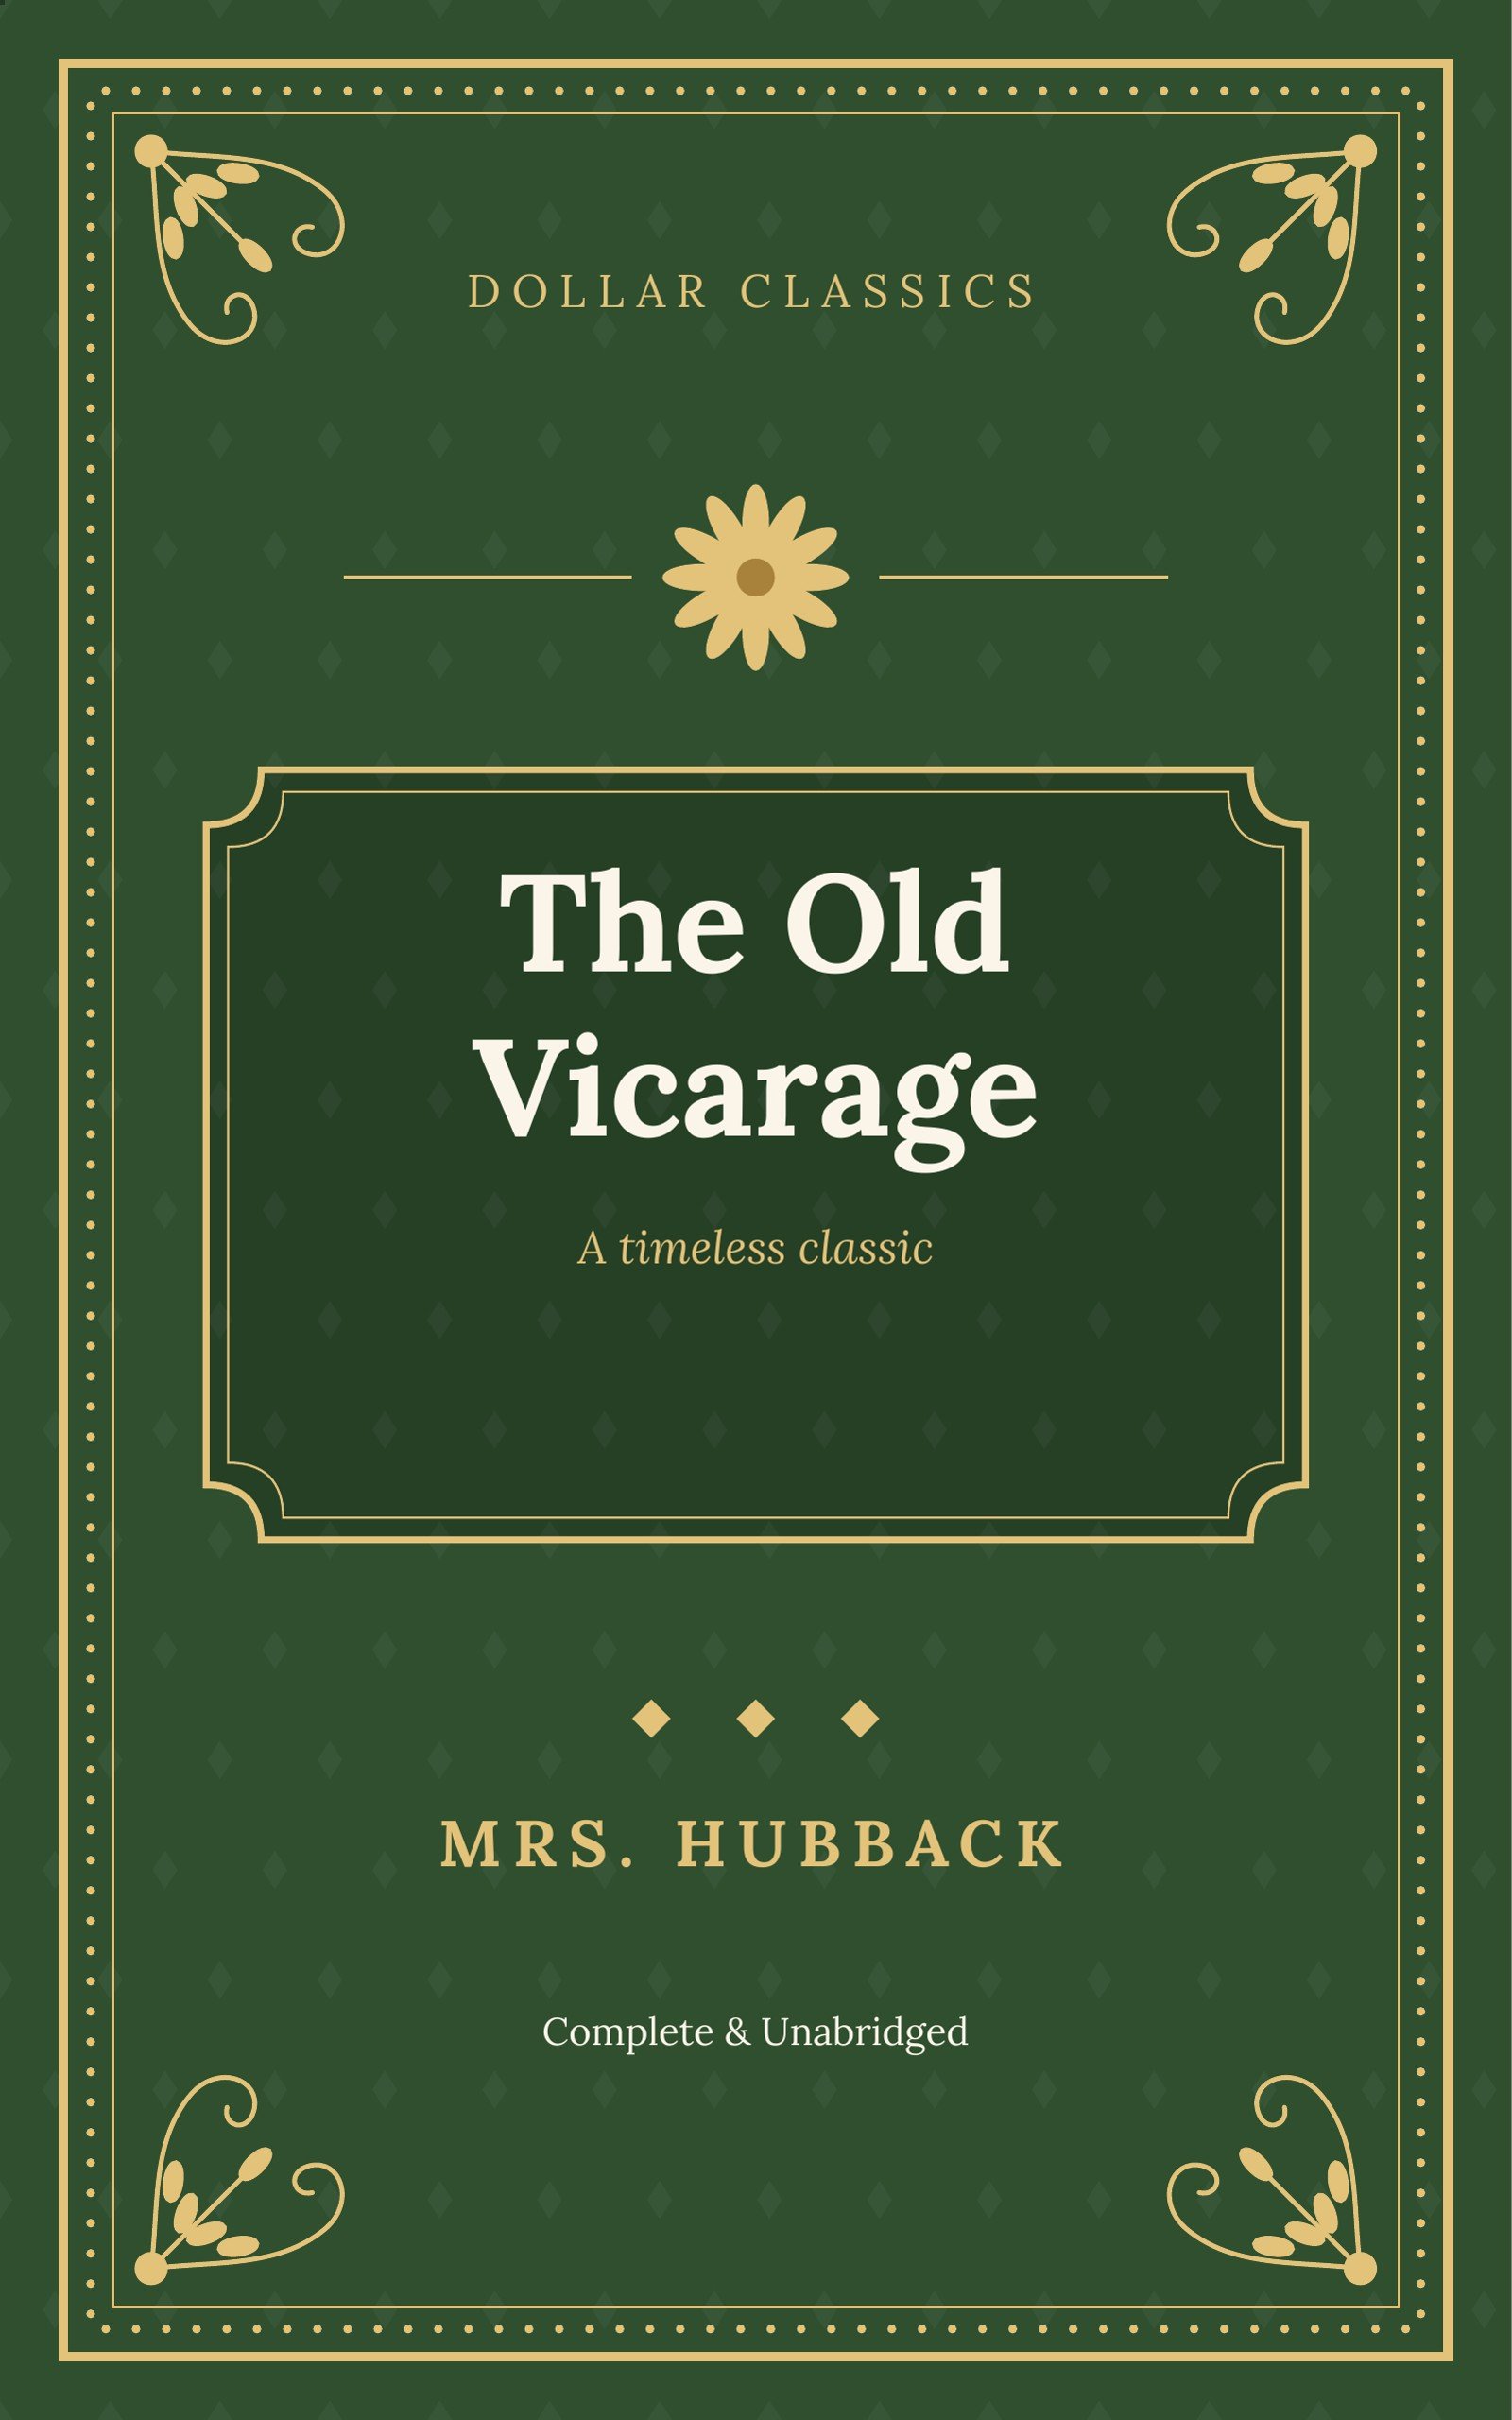 DOLLAR CLASSICS
The Old
Vicarage
A timeless classic
MRS. HUBBACK
Complete & Unabridged